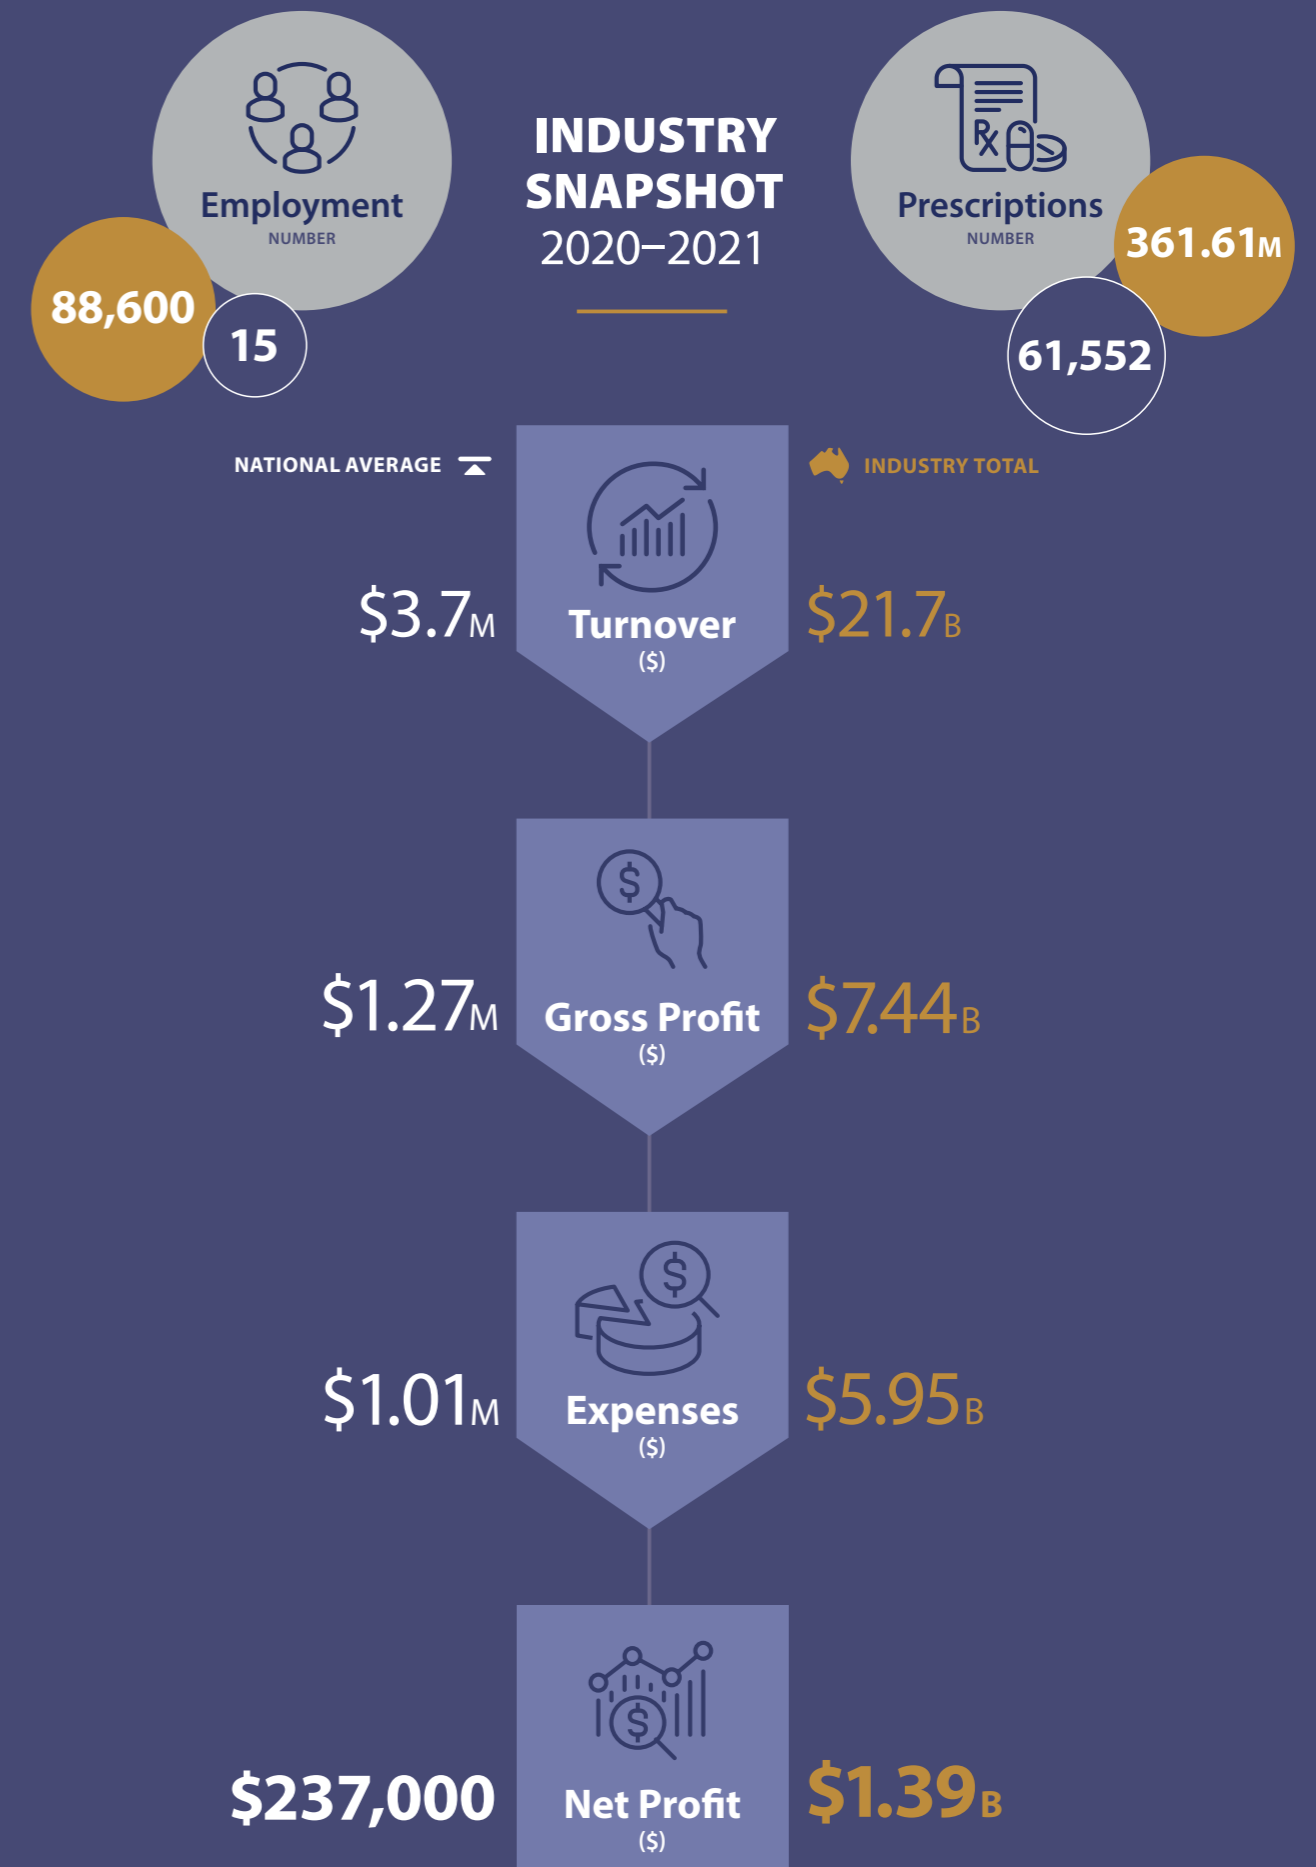 INDUSTRY
SNAPSHOT
2020–2021
Employment
NUMBER
88,600
15
Prescriptions
NUMBER
361.61M
61,552
NATIONAL AVERAGE
INDUSTRY TOTAL
$3.7M
Turnover
($)
$21.7B
$1.27M
Gross Profit
($)
$7.44B
$1.01M
Expenses
($)
$5.95B
$237,000
Net Profit
($)
$1.39B